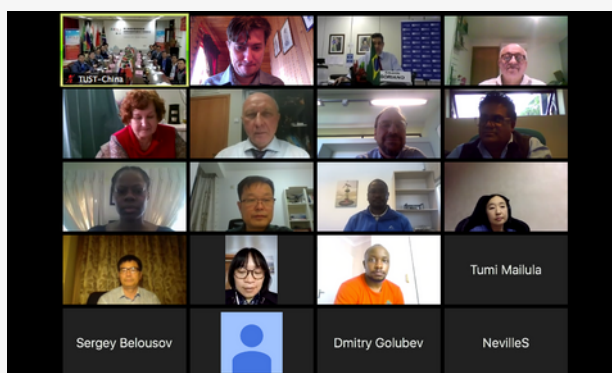 TUST-China
Tumi Mailula
Sergey Belousov
Dmitry Golubev
NevilleS